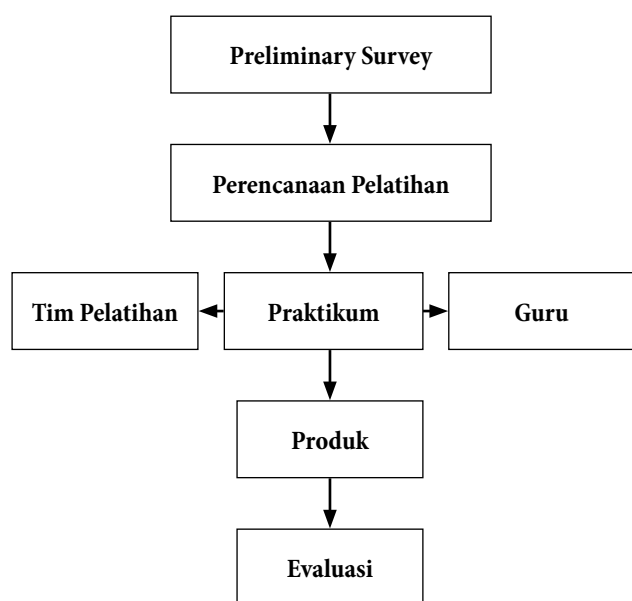 Preliminary Survey
Perencanaan Pelatihan
Tim Pelatihan
Praktikum
Guru
Produk
Evaluasi